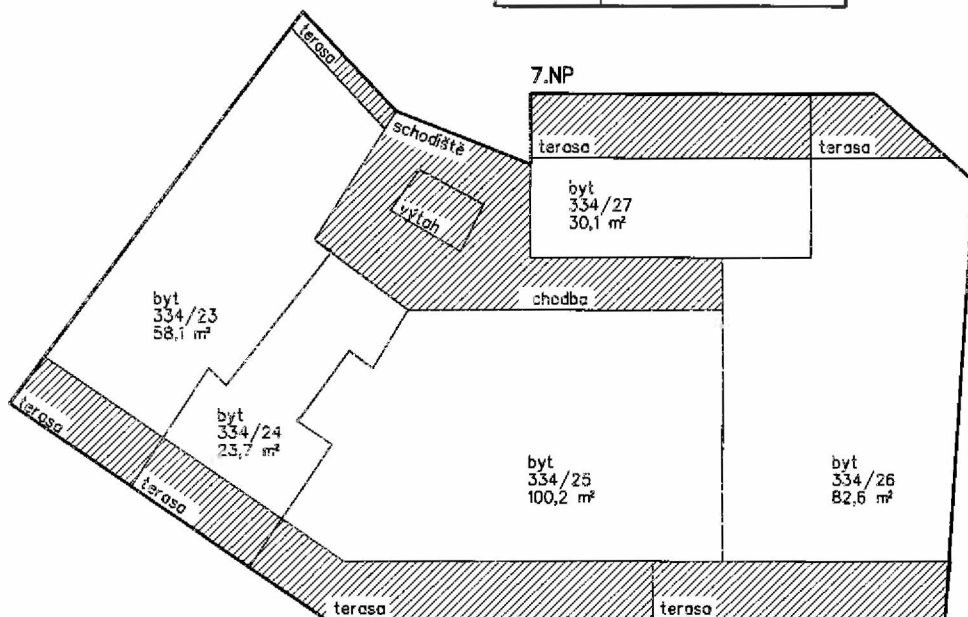 7.NP
terasa
schodiště
výtah
terasa
terasa
byt
334/27
30,1 m²
chodba
byt
334/23
58,1 m²
terasa
byt
334/24
23,7 m²
terasa
byt
334/25
100,2 m²
byt
334/26
82,6 m²
terasa
terasa